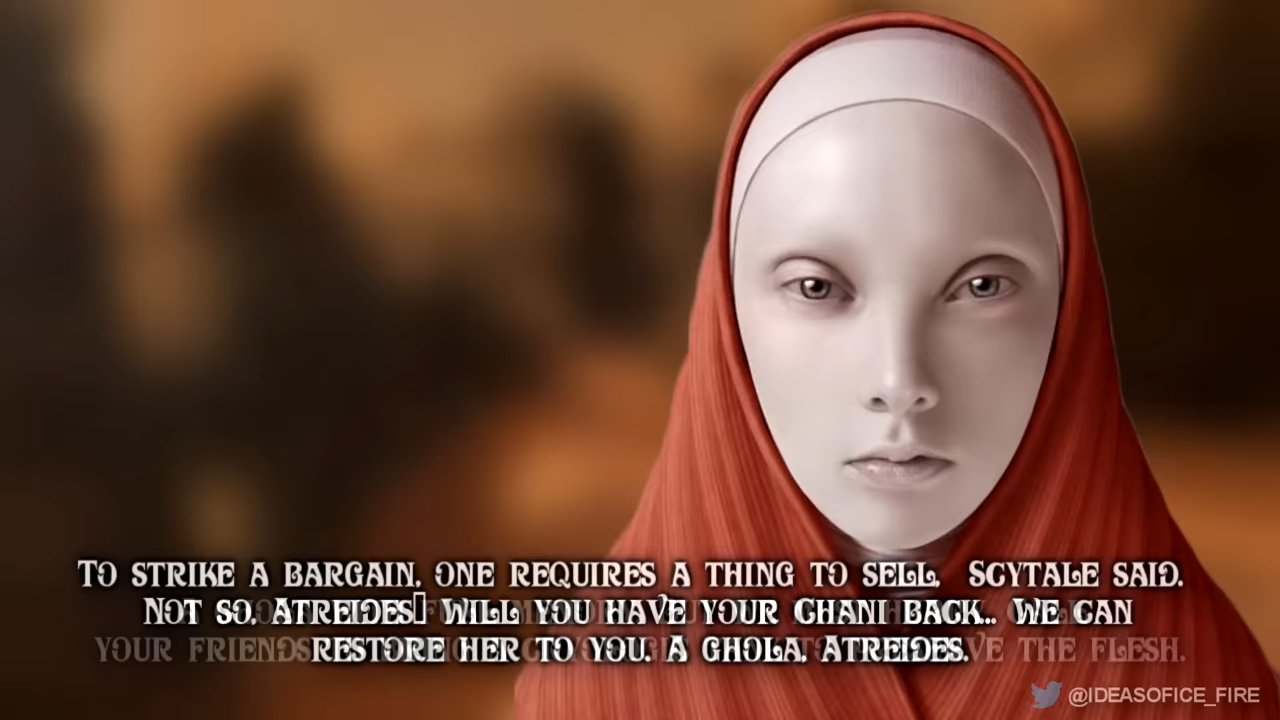 To strike a bargain, one requires a thing to sell, Scytale said.
Not so, Atreides▯ Will you have your Chani back.. We can
restore her to you. A ghola, Atreides.
your friends
ve the flesh.
@IDEASOFICE_FIRE